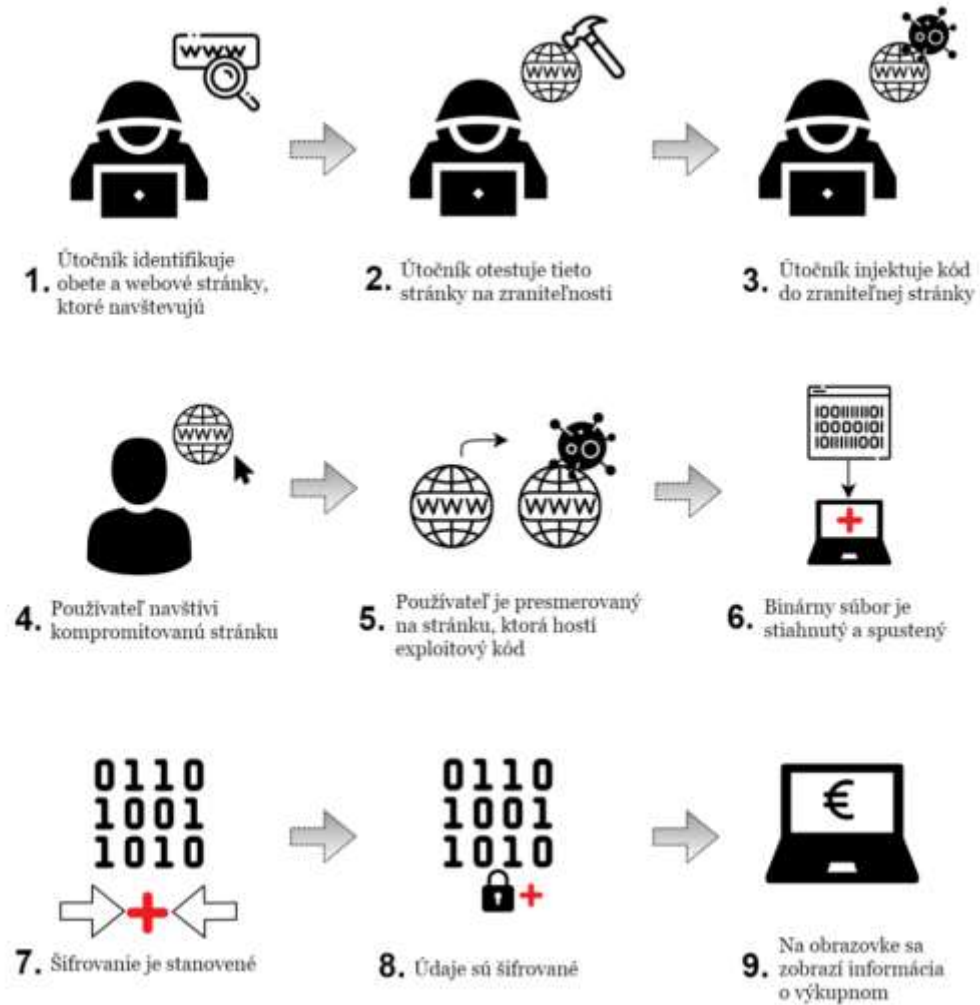 www
WWW
WWW
1. Útočník identifikuje
obete a webové stránky,
ktoré navštevujú
2. Útočník otestuje tieto
stránky na zraniteľnosti
3. Útočník injektuje kód
do zraniteľnej stránky
WWW
WWW
WWW
1001111101
10000101
1011111001
4. Používateľ navštívi
kompromitovanú stránku
5. Používateľ je presmerovaný
na stránku, ktorá hostí
exploitový kód
6. Binárny súbor je
stiahnutý a spustený
0110
1001
1010
0110
1001
1010
€
7. Šifrovanie je stanovené
8. Údaje sú šifrované
9. Na obrazovke sa
zobrazí informácia
o výkupnom